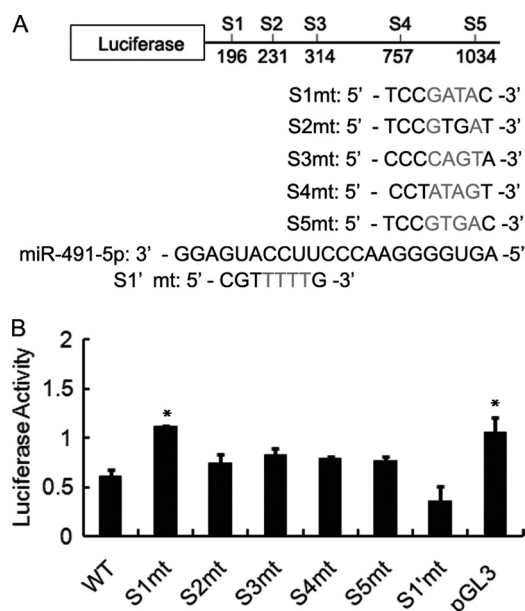 A
S1 S2 S3 S4 S5
Luciferase
196 231 314 757 1034
S1mt: 5' - TCCGATAC -3'
S2mt: 5' - TCCGTGAT -3'
S3mt: 5' - CCCCAGTA -3'
S4mt: 5' - CCTATAGT -3'
S5mt: 5' - TCCGTGAC -3'
miR-491-5p: 3' - GGAGUACCUUCCCAAGGGGUGA -5'
S1' mt: 5' - CGTTTTTG -3'
B
Luciferase Activity
2
1.5
1
0.5
0
* *
WT S1mt S2mt S3mt S4mt S5mt S1'mt pGL3